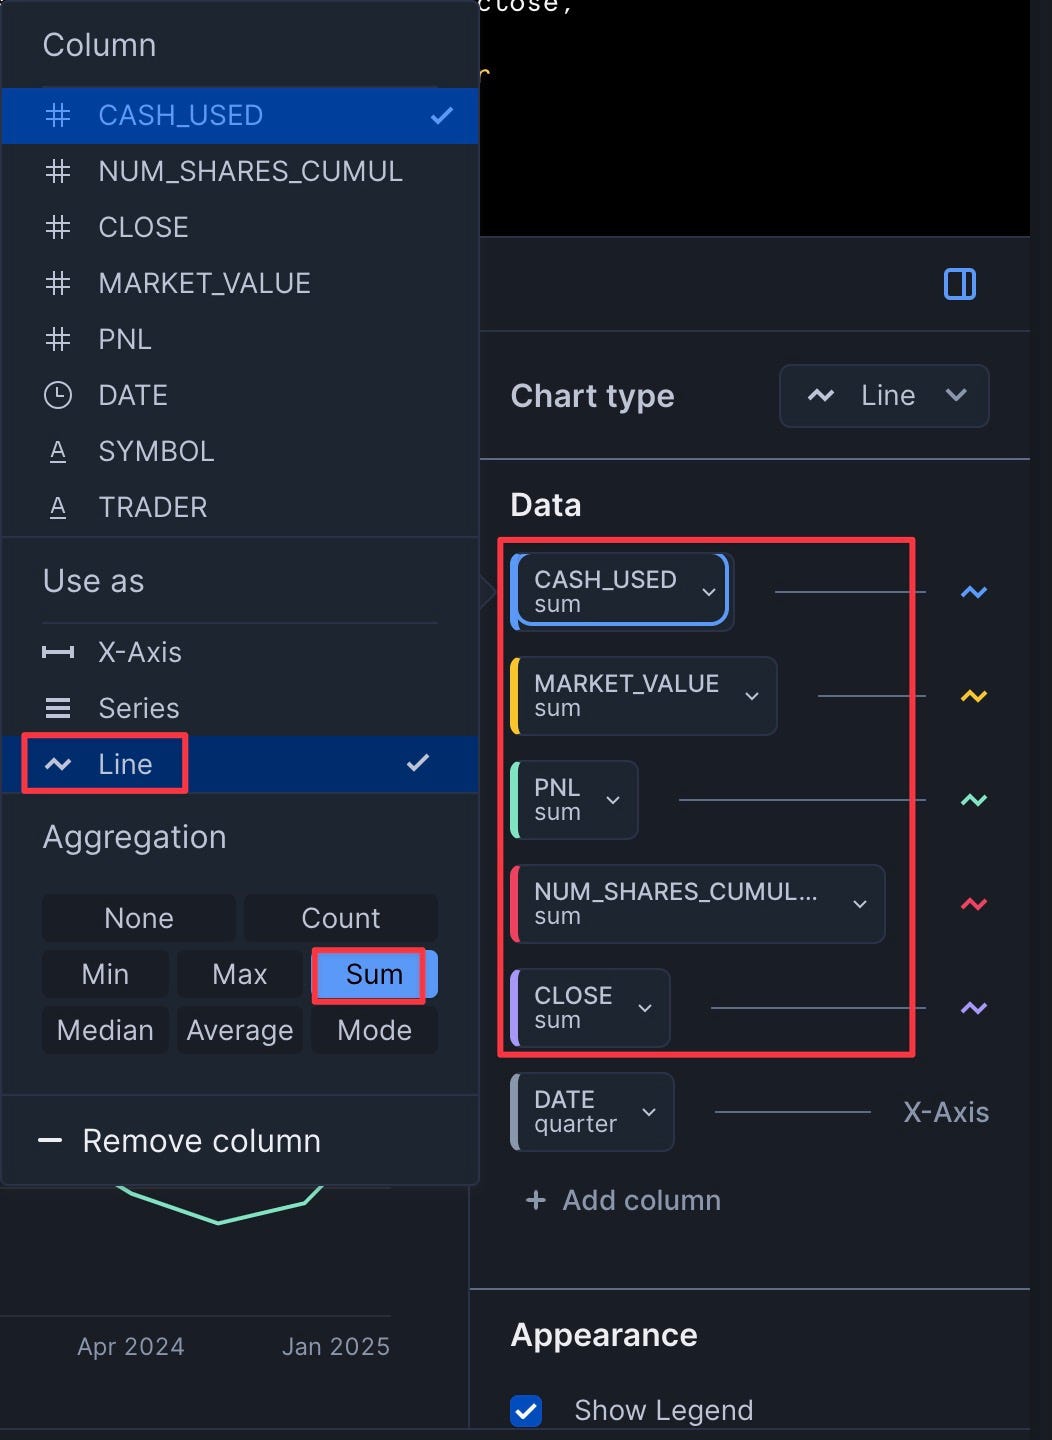 close,
r
Column
CASH_USED
NUM_SHARES_CUMUL
CLOSE
MARKET_VALUE
PNL
DATE
SYMBOL
TRADER
Use as
X-Axis
Series
Line
Aggregation
None Count
Min Max Sum
Median Average Mode
Remove column
Apr 2024 Jan 2025
Chart type Line
Data
CASH_USED
sum
MARKET_VALUE
sum
PNL
sum
NUM_SHARES_CUMUL...
sum
CLOSE
sum
DATE
quarter
X-Axis
+ Add column
Appearance
Show Legend